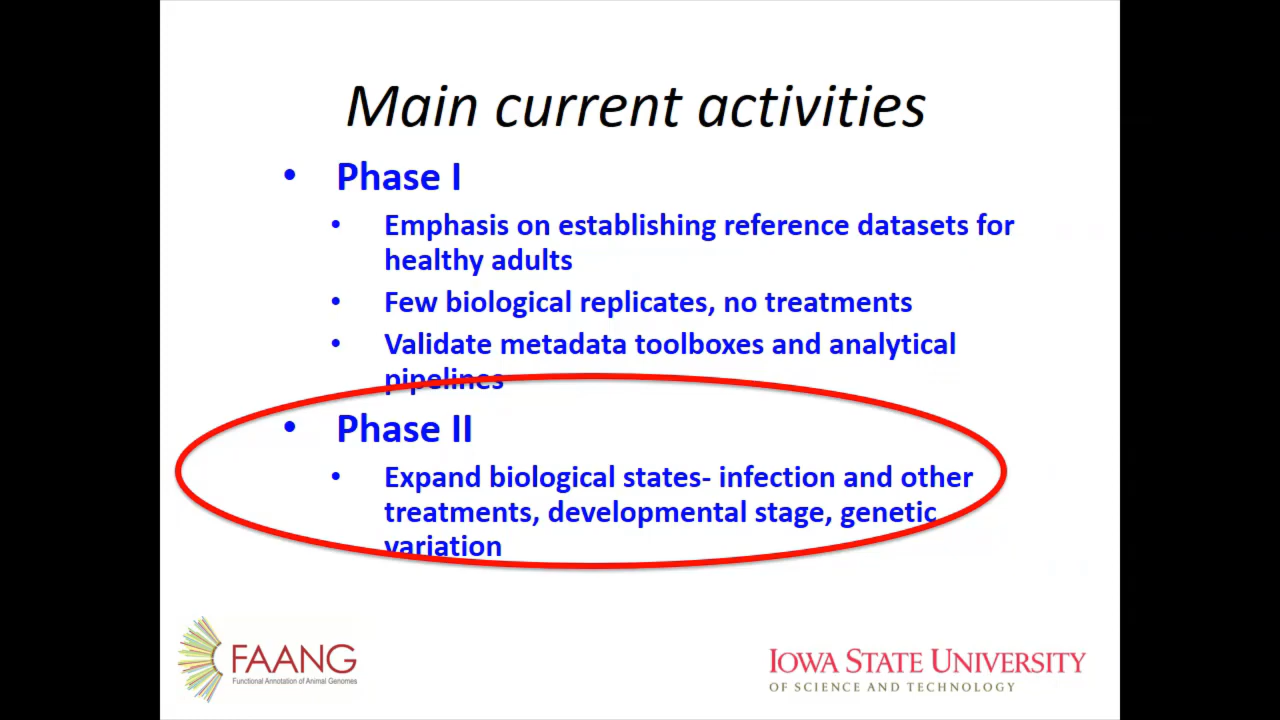 Main current activities
• Phase I
• Emphasis on establishing reference datasets for
healthy adults
• Few biological replicates, no treatments
• Validate metadata toolboxes and analytical
pipelines
• Phase II
• Expand biological states- infection and other
treatments, developmental stage, genetic
variation
FAANG
Functional Annotation of Animal Genomes
IOWA STATE UNIVERSITY
OF SCIENCE AND TECHNOLOGY